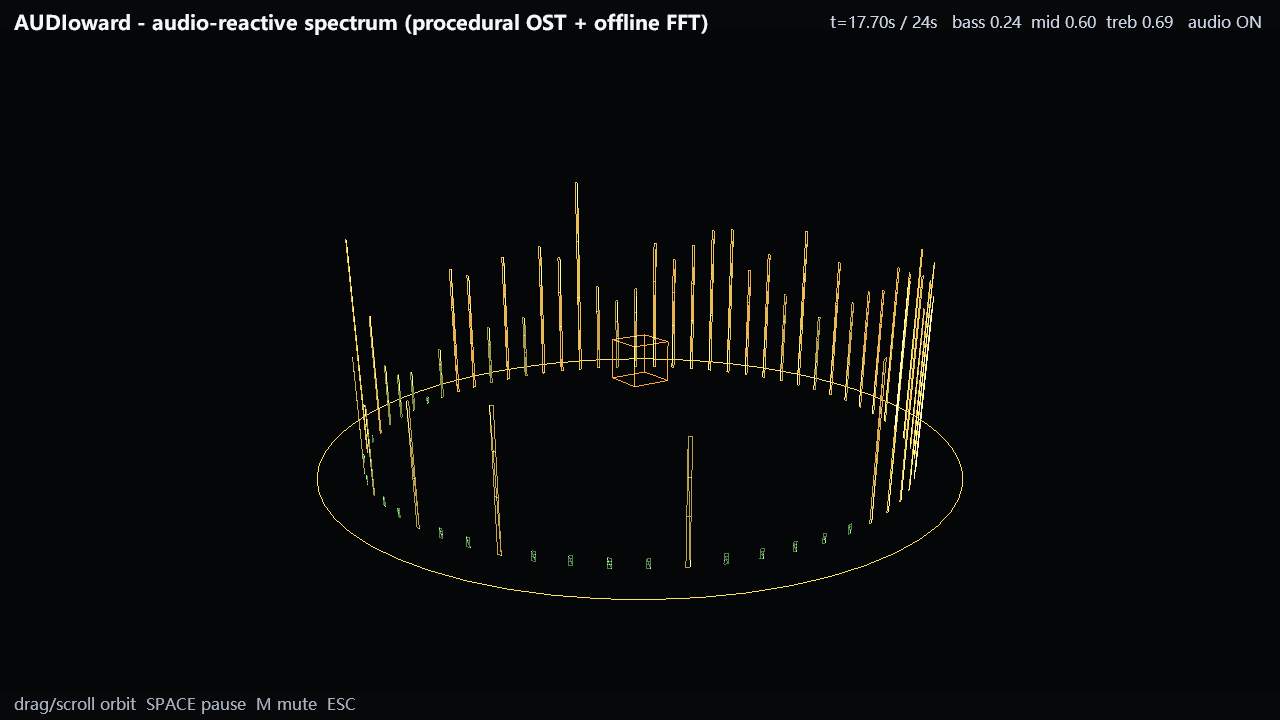 AUDIoward - audio-reactive spectrum (procedural OST + offline FFT)
t=17.70s / 24s   bass 0.24  mid 0.60  treb 0.69   audio ON
drag/scroll orbit  SPACE pause  M mute  ESC